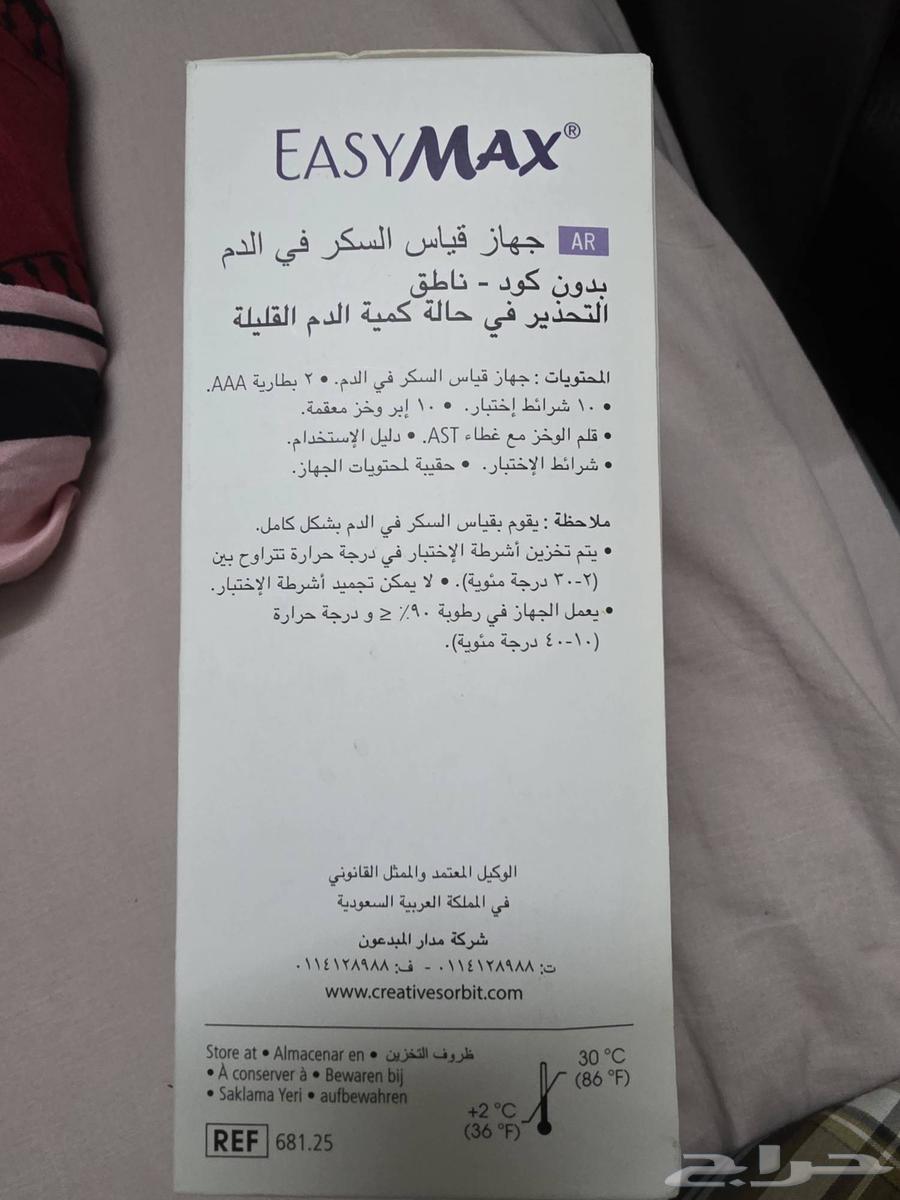 EASYMAX®
AR جهاز قياس السكر في الدم
بدون كود - ناطق
التحذير في حالة كمية الدم القليلة
المحتويات : جهاز قياس السكر في الدم. • ٢ بطارية AAA.
• ١٠ شرائط إختبار. • ١٠ إبر وخز معقمة.
• قلم الوخز مع غطاء AST. • دليل الإستخدام.
• شرائط الإختبار. • حقيبة لمحتويات الجهاز.
ملاحظة : يقوم بقياس السكر في الدم بشكل كامل.
• يتم تخزين أشرطة الإختبار في درجة حرارة تتراوح بين
(٢-٣٠ درجة مئوية). • لا يمكن تجميد أشرطة الإختبار.
• يعمل الجهاز في رطوبة ٩٠٪ ≤ و درجة حرارة
(١٠-٤٠ درجة مئوية).
الوكيل المعتمد والممثل القانوني
في المملكة العربية السعودية
شركة مدار المبدعون
ت: ٠١١٤١٢٨٩٨٨ - ف: ٠١١٤١٢٨٩٨٨
www.creativesorbit.com
Store at • Almacenar en • ظروف التخزين
• À conserver à • Bewaren bij
• Saklama Yeri • aufbewahren
30 °C
(86 °F)
+2 °C
(36 °F)
REF 681.25
حراج